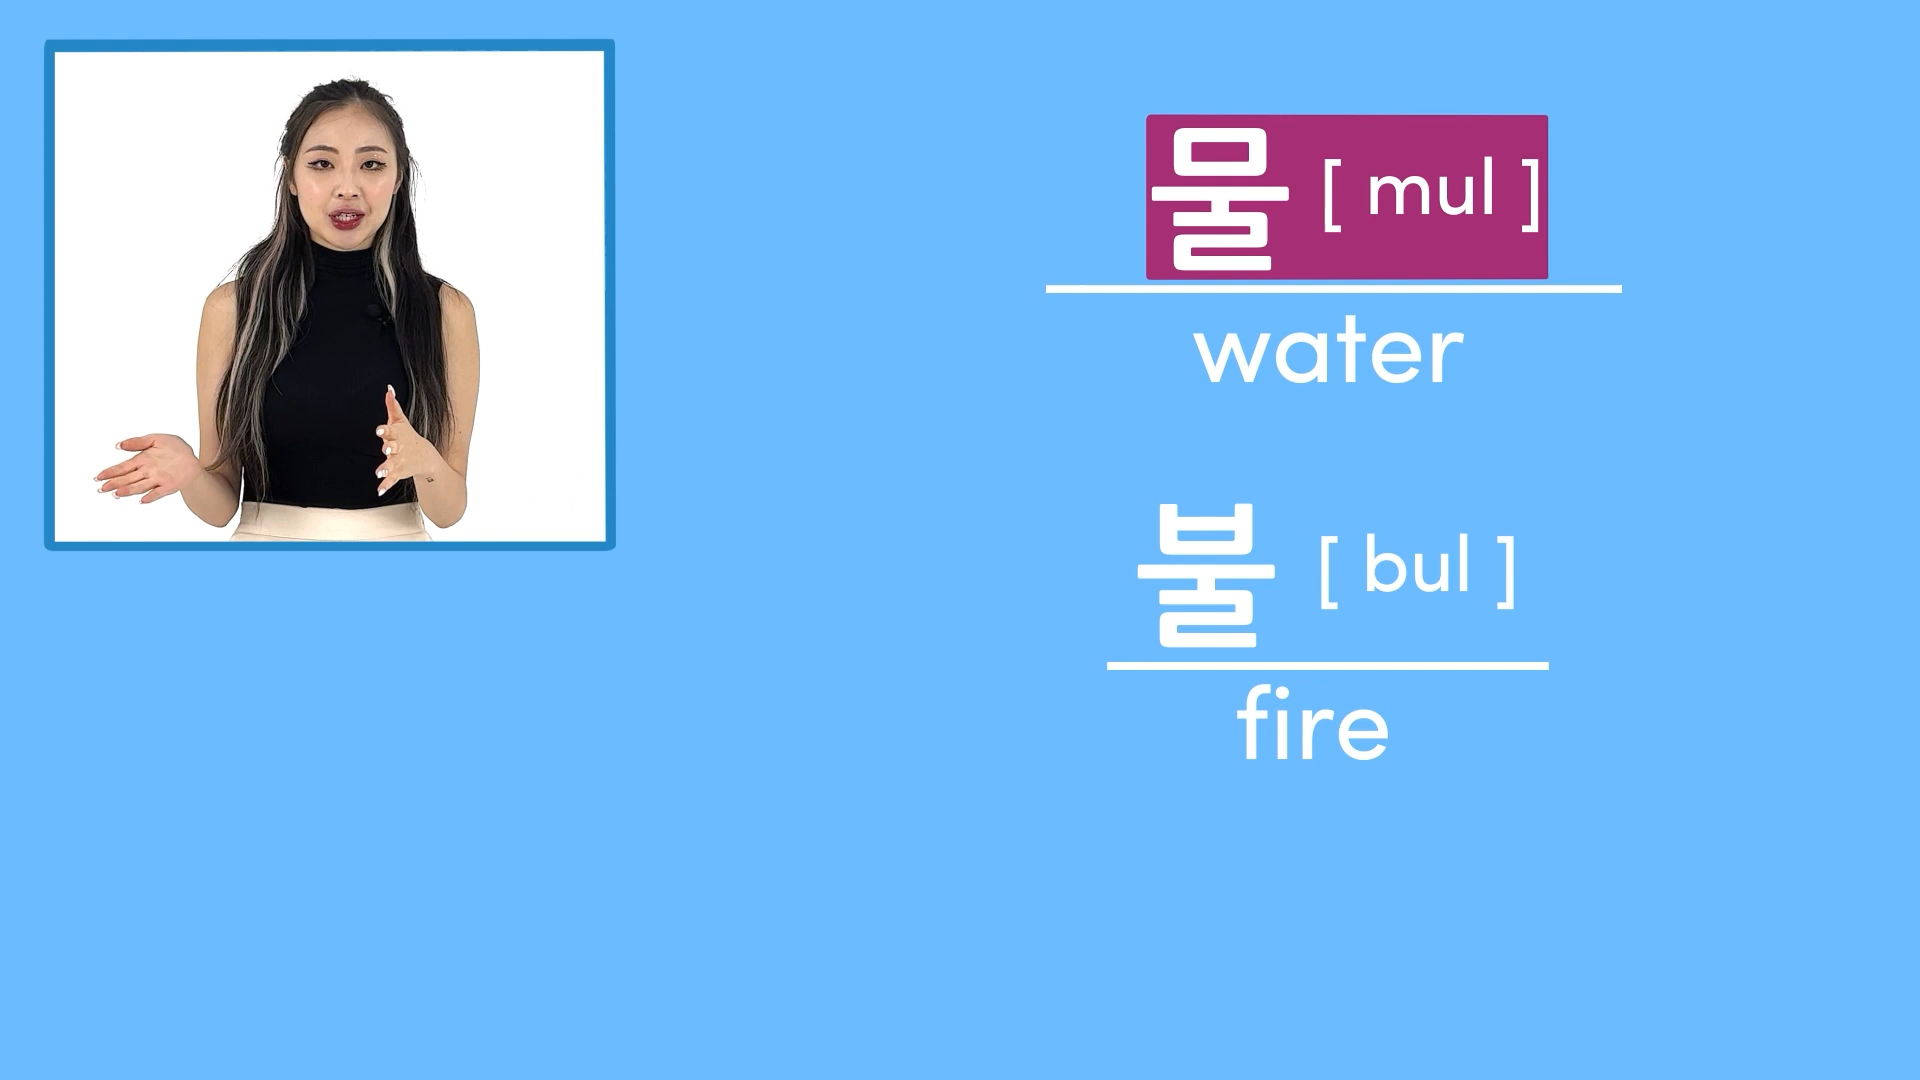 물 [ mul ]
water
불 [ bul ]
fire